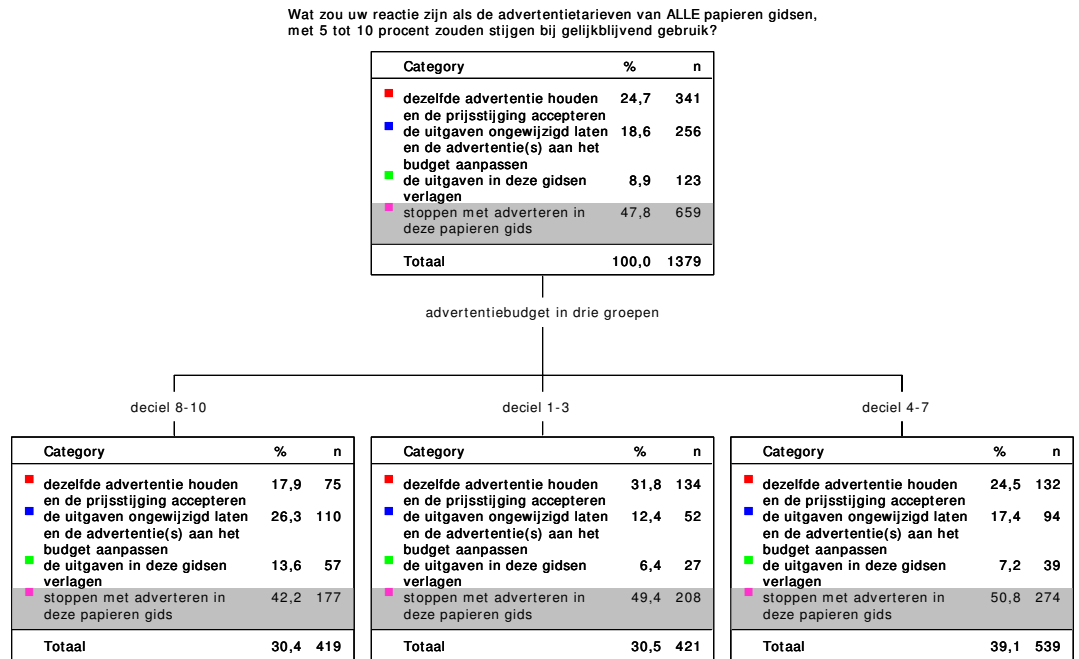 Wat zou uw reactie zijn als de advertentietarieven van ALLE papieren gidsen,
met 5 tot 10 procent zouden stijgen bij gelijkblijvend gebruik?
Category % n
dezelfde advertentie houden 24,7 341
en de prijsstijging accepteren
de uitgaven ongewijzigd laten 18,6 256
en de advertentie(s) aan het
budget aanpassen
de uitgaven in deze gidsen 8,9 123
verlagen
stoppen met adverteren in 47,8 659
deze papieren gids
Totaal 100,0 1379
advertentiebudget in drie groepen
deciel 8-10
Category % n
dezelfde advertentie houden 17,9 75
en de prijsstijging accepteren
de uitgaven ongewijzigd laten 26,3 110
en de advertentie(s) aan het
budget aanpassen
de uitgaven in deze gidsen 13,6 57
verlagen
stoppen met adverteren in 42,2 177
deze papieren gids
Totaal 30,4 419
deciel 1-3
Category % n
dezelfde advertentie houden 31,8 134
en de prijsstijging accepteren
de uitgaven ongewijzigd laten 12,4 52
en de advertentie(s) aan het
budget aanpassen
de uitgaven in deze gidsen 6,4 27
verlagen
stoppen met adverteren in 49,4 208
deze papieren gids
Totaal 30,5 421
deciel 4-7
Category % n
dezelfde advertentie houden 24,5 132
en de prijsstijging accepteren
de uitgaven ongewijzigd laten 17,4 94
en de advertentie(s) aan het
budget aanpassen
de uitgaven in deze gidsen 7,2 39
verlagen
stoppen met adverteren in 50,8 274
deze papieren gids
Totaal 39,1 539